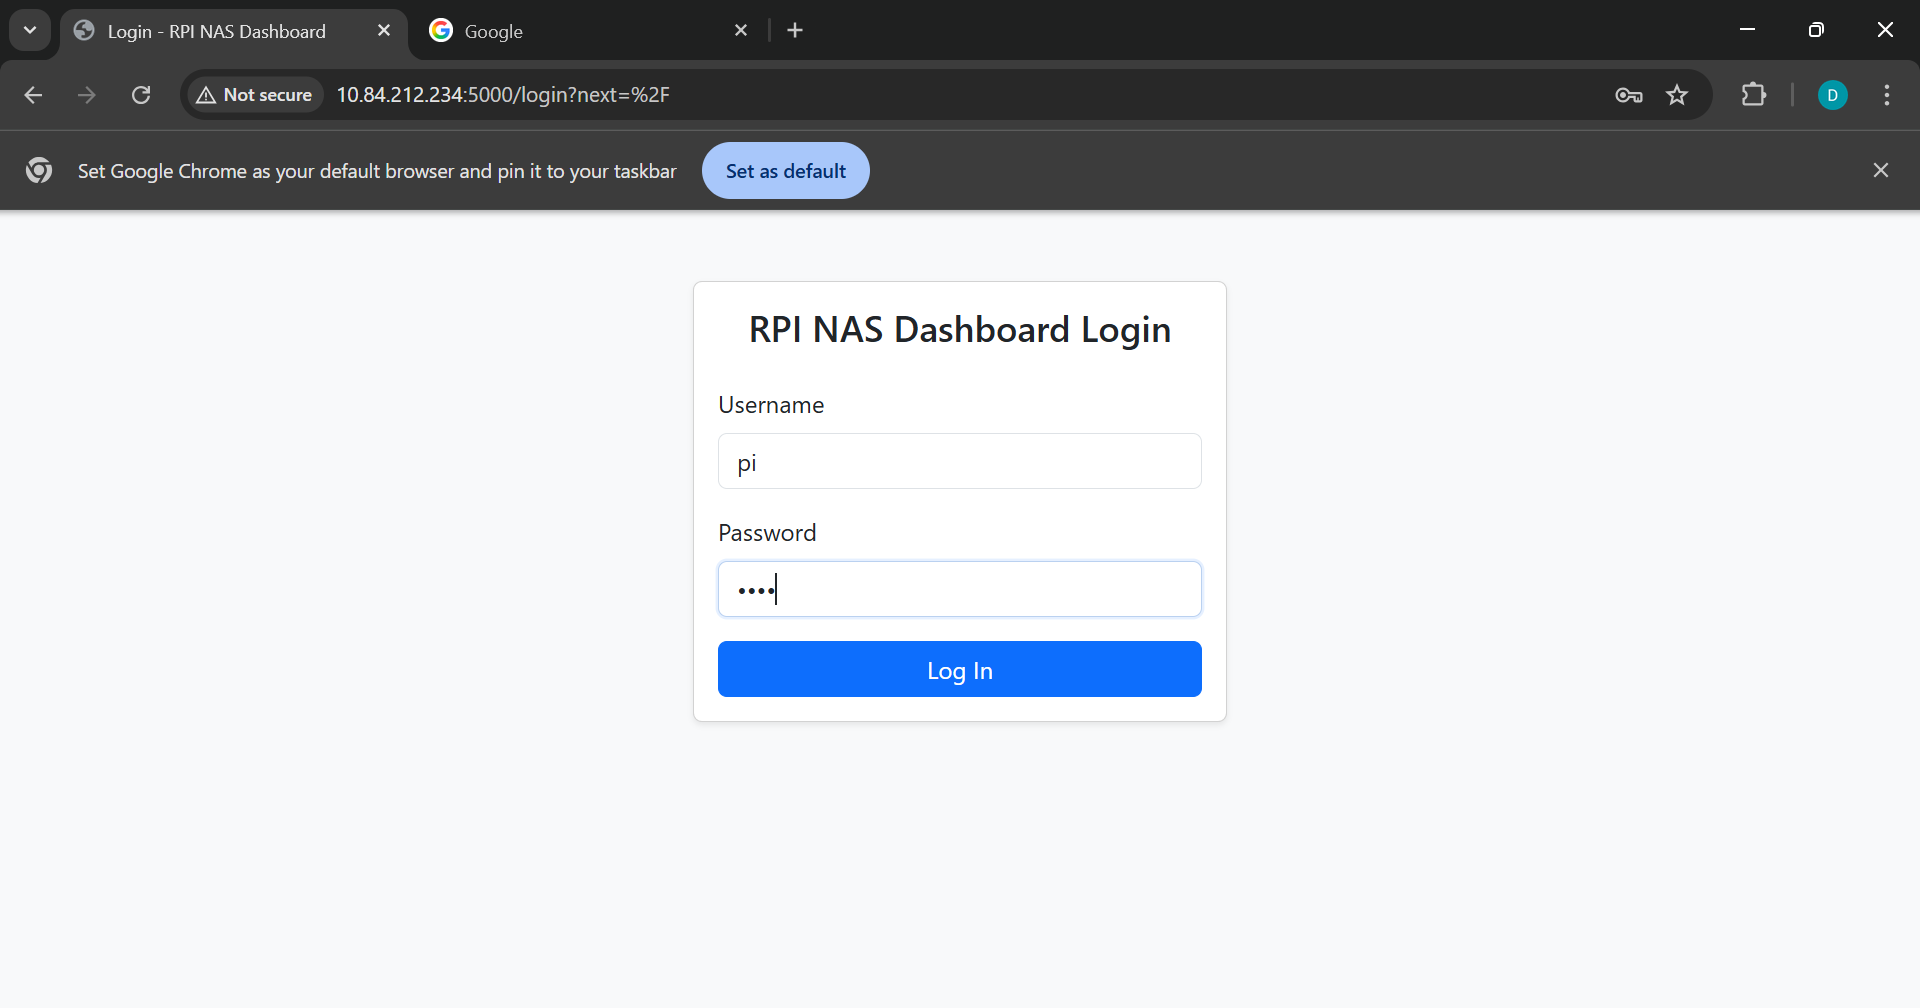 Login - RPI NAS Dashboard
Google
Not secure
10.84.212.234:5000/login?next=%2F
D
Set Google Chrome as your default browser and pin it to your taskbar
Set as default
RPI NAS Dashboard Login
Username
pi
Password
••••
Log In